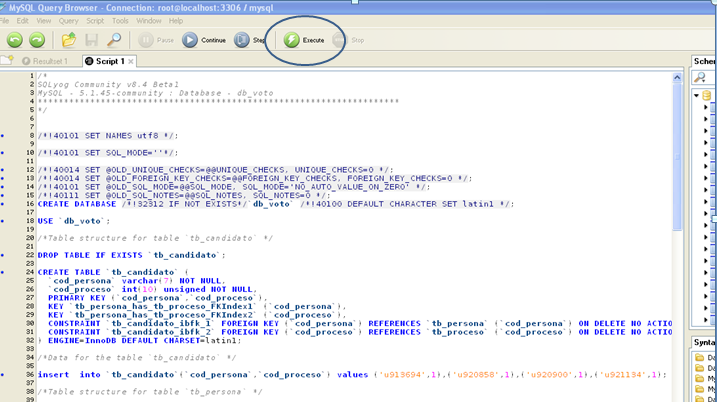 MySQL Query Browser - Connection: root@localhost:3306 / mysql
File Edit View Query Script Tools Window Help
Pause Continue Step Execute Stop
Resultset 1 Script 1
Schem
1 /*
2 SQLyog Community v8.4 Beta1
3 MySQL - 5.1.45-community : Database - db_voto
4 *********************************************************************
5 */
6
7
8 /*!40101 SET NAMES utf8 */;
9
10 /*!40101 SET SQL_MODE=''*/;
11
12 /*!40014 SET @OLD_UNIQUE_CHECKS=@@UNIQUE_CHECKS, UNIQUE_CHECKS=0 */;
13 /*!40014 SET @OLD_FOREIGN_KEY_CHECKS=@@FOREIGN_KEY_CHECKS, FOREIGN_KEY_CHECKS=0 */;
14 /*!40101 SET @OLD_SQL_MODE=@@SQL_MODE, SQL_MODE='NO_AUTO_VALUE_ON_ZERO' */;
15 /*!40111 SET @OLD_SQL_NOTES=@@SQL_NOTES, SQL_NOTES=0 */;
16 CREATE DATABASE /*!32312 IF NOT EXISTS*/`db_voto` /*!40100 DEFAULT CHARACTER SET latin1 */;
17
18 USE `db_voto`;
19
20 /*Table structure for table `tb_candidato` */
21
22 DROP TABLE IF EXISTS `tb_candidato`;
23
24 CREATE TABLE `tb_candidato` (
25 `cod_persona` varchar(7) NOT NULL,
26 `cod_proceso` int(10) unsigned NOT NULL,
27 PRIMARY KEY (`cod_persona`,`cod_proceso`),
28 KEY `tb_persona_has_tb_proceso_FKIndex1` (`cod_persona`),
29 KEY `tb_persona_has_tb_proceso_FKIndex2` (`cod_proceso`),
30 CONSTRAINT `tb_candidato_ibfk_1` FOREIGN KEY (`cod_persona`) REFERENCES `tb_persona` (`cod_persona`) ON DELETE NO ACTIO
31 CONSTRAINT `tb_candidato_ibfk_2` FOREIGN KEY (`cod_proceso`) REFERENCES `tb_proceso` (`cod_proceso`) ON DELETE NO ACTIO
32 ) ENGINE=InnoDB DEFAULT CHARSET=latin1;
33
34 /*Data for the table `tb_candidato` */
35
36 insert into `tb_candidato`(`cod_persona`,`cod_proceso`) values ('u913694',1),('u920858',1),('u920900',1),('u921134',1);
37
38 /*Table structure for table `tb_persona` */
39
Syntax
Da
Da
My
My
Da